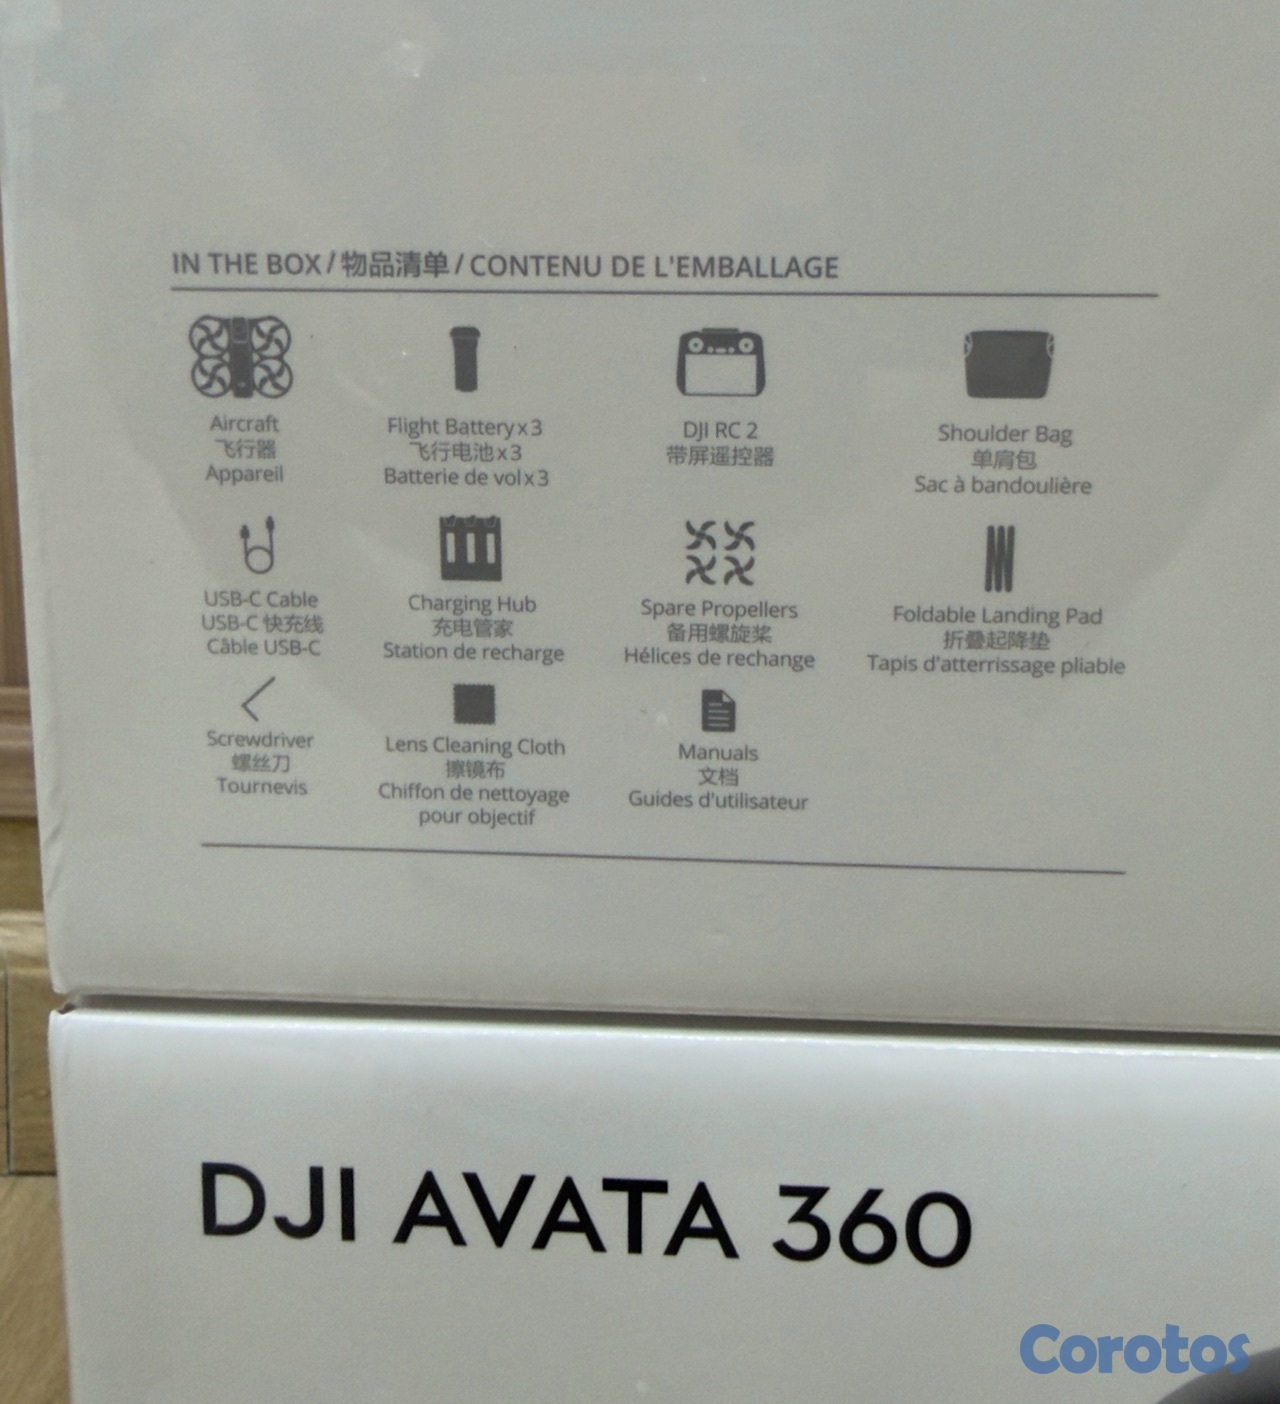 IN THE BOX / 物品清单 / CONTENU DE L'EMBALLAGE
Aircraft
飞行器
Appareil
Flight Battery x 3
飞行电池 x 3
Batterie de vol x 3
DJI RC 2
带屏遥控器
Shoulder Bag
单肩包
Sac à bandoulière
USB-C Cable
USB-C 快充线
Câble USB-C
Charging Hub
充电管家
Station de recharge
Spare Propellers
备用螺旋桨
Hélices de rechange
Foldable Landing Pad
折叠起降垫
Tapis d'atterrissage pliable
Screwdriver
螺丝刀
Tournevis
Lens Cleaning Cloth
擦镜布
Chiffon de nettoyage
pour objectif
Manuals
文档
Guides d'utilisateur
DJI AVATA 360
Corotos